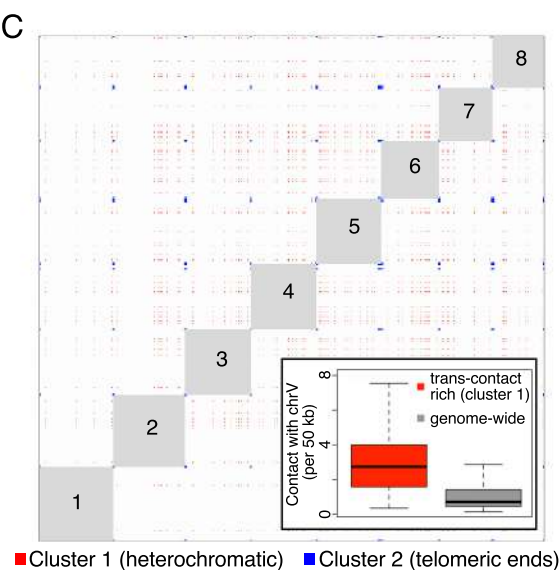 C
8
7
6
5
4
3
2
1
Contact with chrV
(per 50 kb)
8
4
0
trans-contact
rich (cluster 1)
genome-wide
Cluster 1 (heterochromatic)
Cluster 2 (telomeric ends)